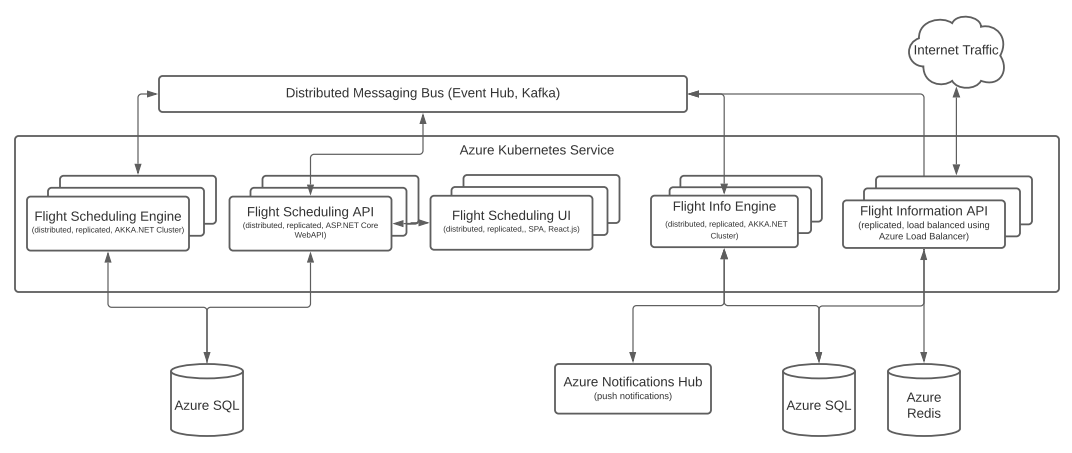 Internet Traffic
Distributed Messaging Bus (Event Hub, Kafka)
Azure Kubernetes Service
Flight Scheduling Engine
(distributed, replicated, AKKA.NET Cluster)
Flight Scheduling API
(distributed, replicated, ASP.NET Core
WebAPI)
Flight Scheduling UI
(distributed, replicated,, SPA, React.js)
Flight Info Engine
(distributed, replicated, AKKA.NET
Cluster)
Flight Information API
(replicated, load balanced using
Azure Load Balancer)
Azure SQL
Azure Notifications Hub
(push notifications)
Azure SQL
Azure
Redis